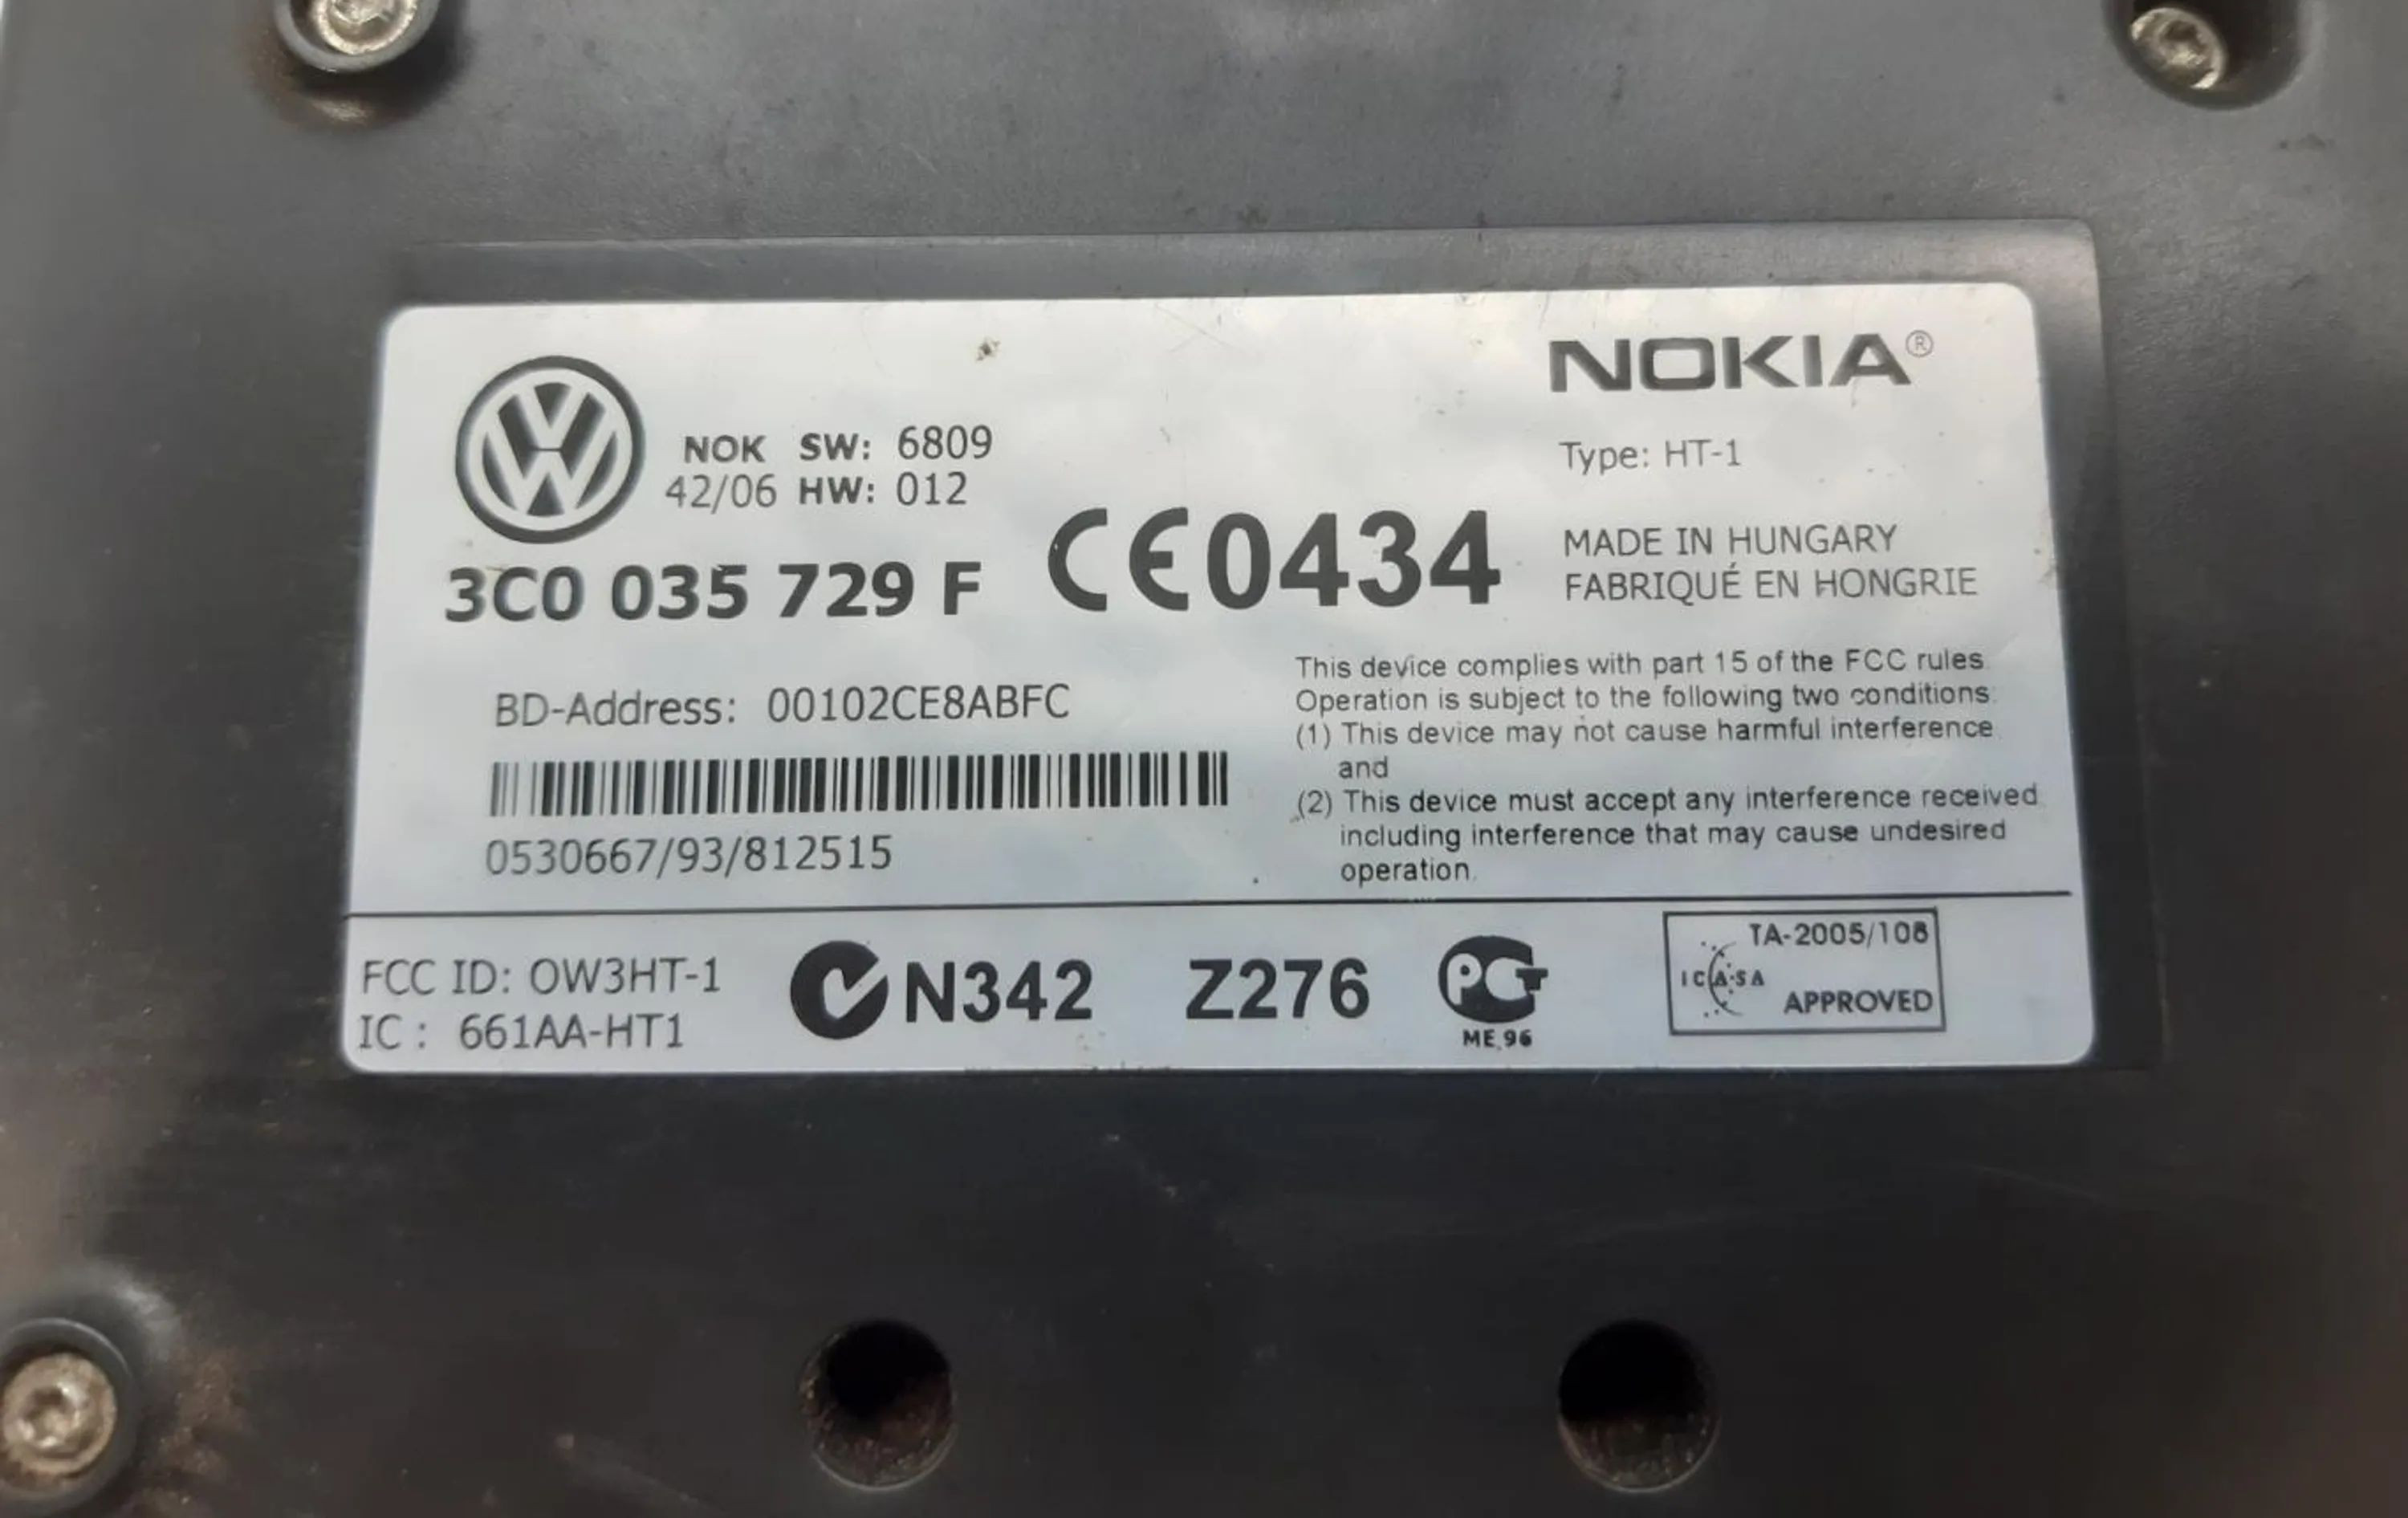 NOKIA®
NOK SW: 6809
42/06 HW: 012
Type: HT-1
3C0 035 729 F
CE0434
MADE IN HUNGARY
FABRIQUÉ EN HONGRIE
BD-Address: 00102CE8ABFC
0530667/93/812515
This device complies with part 15 of the FCC rules.
Operation is subject to the following two conditions:
(1) This device may not cause harmful interference
and
(2) This device must accept any interference received
including interference that may cause undesired
operation.
FCC ID: OW3HT-1
IC : 661AA-HT1
N342
Z276
PCT
ME 96
TA-2005/108
ICASA
APPROVED